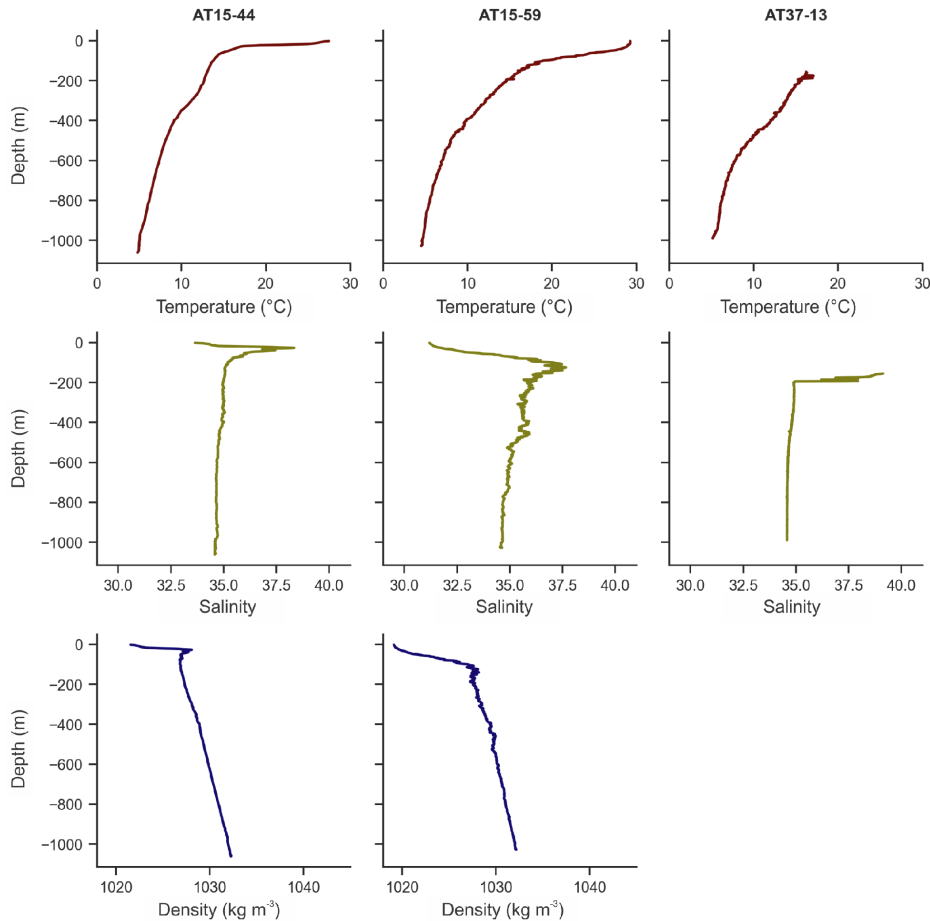 AT15-44 AT15-59 AT37-13
0
−200
−400
−600
−800
−1000
Depth (m)
0 10 20 30 0 10 20 30 0 10 20 30
Temperature (°C) Temperature (°C) Temperature (°C)
0
−200
−400
−600
−800
−1000
Depth (m)
30.0 32.5 35.0 37.5 40.0 30.0 32.5 35.0 37.5 40.0 30.0 32.5 35.0 37.5 40.0
Salinity Salinity Salinity
0
−200
−400
−600
−800
−1000
Depth (m)
1020 1030 1040 1020 1030 1040
Density (kg m⁻³) Density (kg m⁻³)